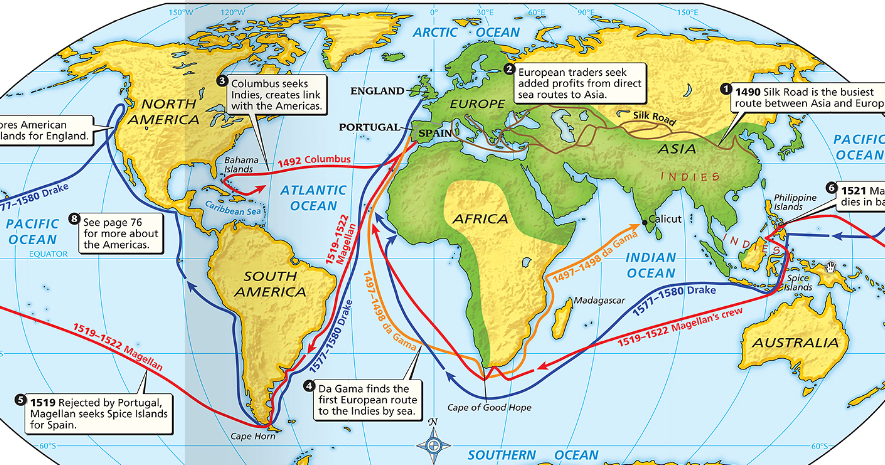 150°W
120°W
0°
30°E
60°E
90°E
150°E
ARCTIC OCEAN
3 Columbus seeks
Indies, creates link
with the Americas.
2 European traders seek
added profits from direct
sea routes to Asia.
1 1490 Silk Road is the busiest
route between Asia and Europ
ENGLAND
EUROPE
NORTH
AMERICA
PORTUGAL
SPAIN
Silk Road
ores American
lands for England.
ASIA
PACIFIC
OCEAN
Bahama
Islands
1492 Columbus
INDIES
1577–1580 Drake
ATLANTIC
OCEAN
Caribbean Sea
Philippine
Islands
6 1521 Ma
dies in ba
8 See page 76
for more about
the Americas.
PACIFIC
OCEAN
EQUATOR
AFRICA
Calicut
1519–1522
Magellan
1497–1498 da Gama
INDIAN
OCEAN
INDIES
SOUTH
AMERICA
1497–1498 da Gama
Spice
Islands
1577–1580 Drake
Madagascar
1577–1580 Drake
1519–1522 Magellan's crew
AUSTRALIA
1519–1522 Magellan
4 Da Gama finds the
first European route
to the Indies by sea.
5 1519 Rejected by Portugal,
Magellan seeks Spice Islands
for Spain.
Cape of Good Hope
Cape Horn
N
60°S
60°S
SOUTHERN OCEAN